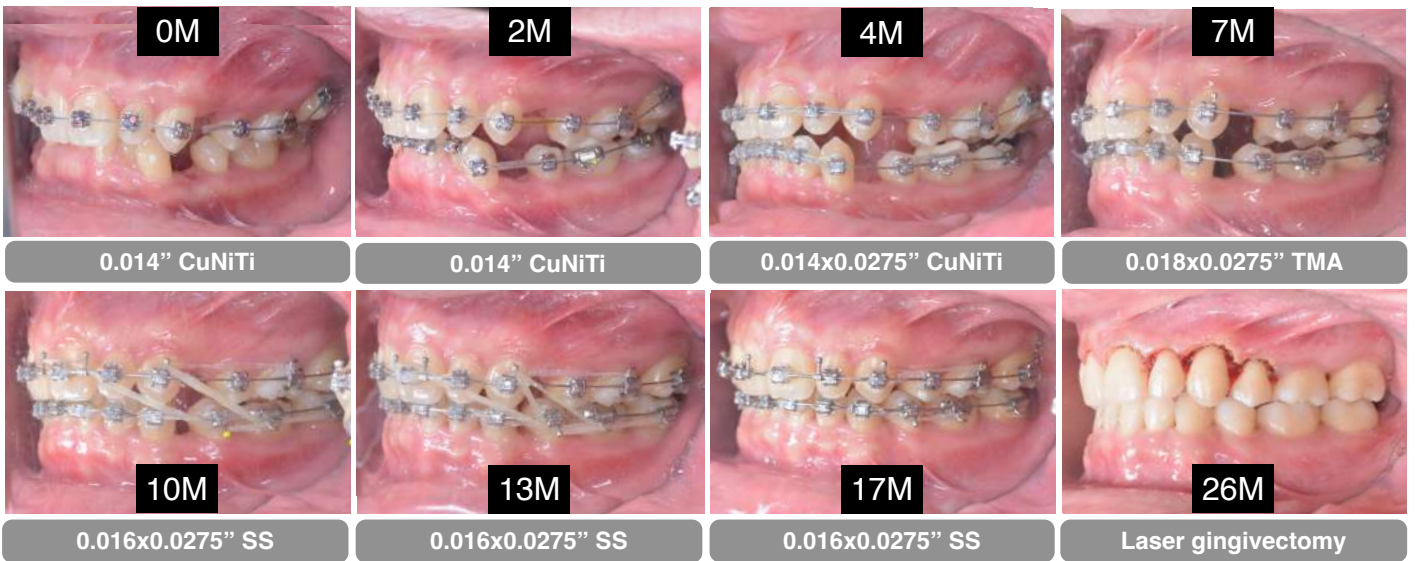 0M
2M
4M
7M
0.014” CuNiTi
0.014” CuNiTi
0.014x0.0275” CuNiTi
0.018x0.0275” TMA
10M
13M
17M
26M
0.016x0.0275” SS
0.016x0.0275” SS
0.016x0.0275” SS
Laser gingivectomy